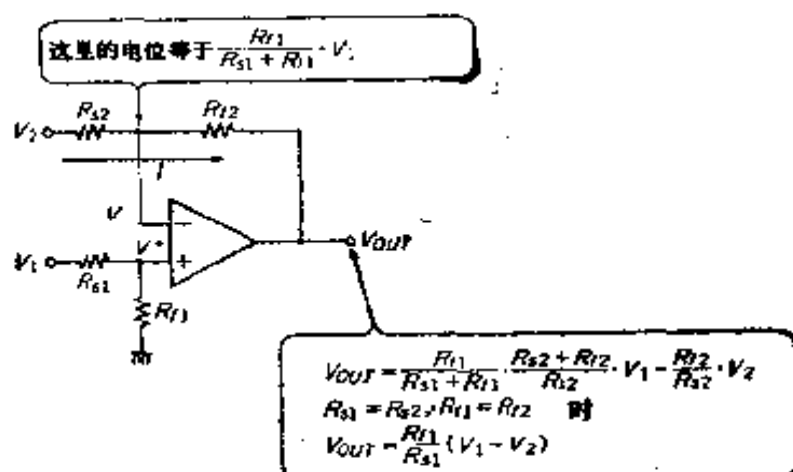 这里的电位等于 Rf1/(Rs1 + Rf1) · V1
Rs2
Rf2
V2
I
V⁻
−
V⁺
+
V1
Rs1
Rf1
VOUT
VOUT = Rf1/(Rs1 + Rf1) · (Rs2 + Rf2)/Rs2 · V1 − Rf2/Rs2 · V2
Rs1 = Rs2, Rf1 = Rf2 时
VOUT = Rf1/Rs1 (V1 − V2)